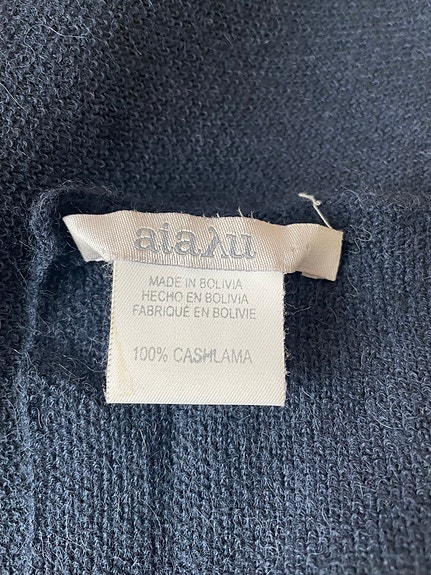 aiayu
MADE IN BOLIVIA
HECHO EN BOLIVIA
FABRIQUÉ EN BOLIVIE
100% CASHLAMA